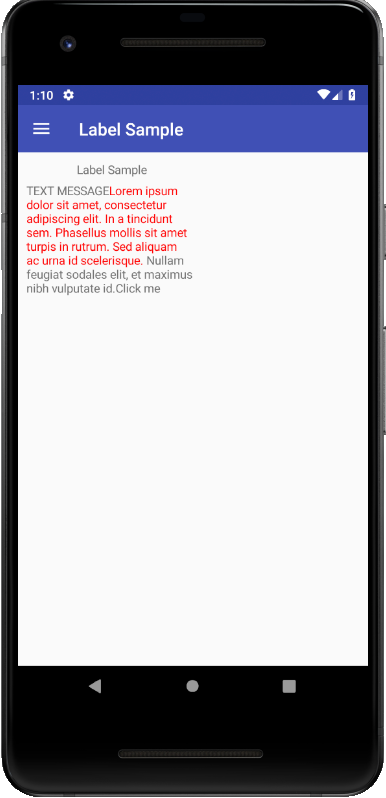 1:10
Label Sample
Label Sample
TEXT MESSAGELorem ipsum
dolor sit amet, consectetur
adipiscing elit. In a tincidunt
sem. Phasellus mollis sit amet
turpis in rutrum. Sed aliquam
ac urna id scelerisque. Nullam
feugiat sodales elit, et maximus
nibh vulputate id.Click me